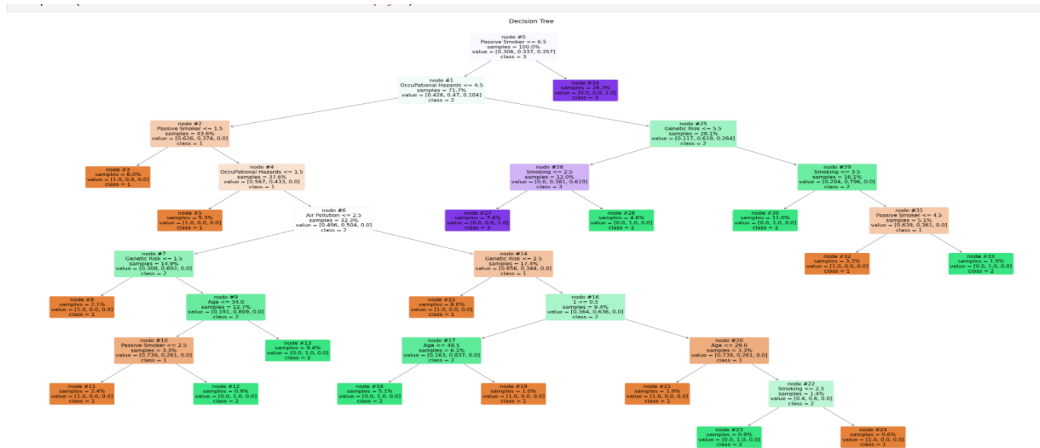 Decision Tree
node #0
Passive Smoker <= 6.5
samples = 100.0%
value = [0.306, 0.337, 0.357]
class = 3
node #1
OccuPational Hazards <= 4.5
samples = 71.7%
value = [0.426, 0.47, 0.104]
class = 2
node #34
samples = 28.3%
value = [0.0, 0.0, 1.0]
class = 3
node #2
Passive Smoker <= 1.5
samples = 43.6%
value = [0.626, 0.374, 0.0]
class = 1
node #25
Genetic Risk <= 5.5
samples = 28.1%
value = [0.117, 0.619, 0.264]
class = 2
node #3
samples = 6.0%
value = [1.0, 0.0, 0.0]
class = 1
node #4
OccuPational Hazards <= 1.5
samples = 37.6%
value = [0.567, 0.433, 0.0]
class = 1
node #26
Smoking <= 2.5
samples = 12.0%
value = [0.0, 0.381, 0.619]
class = 3
node #29
Smoking <= 3.5
samples = 16.1%
value = [0.204, 0.796, 0.0]
class = 2
node #5
samples = 5.3%
value = [1.0, 0.0, 0.0]
class = 1
node #6
Air Pollution <= 2.5
samples = 32.3%
value = [0.496, 0.504, 0.0]
class = 2
node #27
samples = 7.4%
value = [0.0, 0.0, 1.0]
class = 3
node #28
samples = 4.6%
value = [0.0, 1.0, 0.0]
class = 2
node #30
samples = 11.0%
value = [0.0, 1.0, 0.0]
class = 2
node #31
Passive Smoker <= 4.5
samples = 5.1%
value = [0.639, 0.361, 0.0]
class = 1
node #7
Genetic Risk <= 1.5
samples = 14.9%
value = [0.308, 0.692, 0.0]
class = 2
node #14
Genetic Risk <= 2.5
samples = 17.4%
value = [0.656, 0.344, 0.0]
class = 1
node #32
samples = 3.3%
value = [1.0, 0.0, 0.0]
class = 1
node #33
samples = 1.9%
value = [0.0, 1.0, 0.0]
class = 2
node #8
samples = 2.1%
value = [1.0, 0.0, 0.0]
class = 1
node #9
Age <= 34.0
samples = 12.7%
value = [0.191, 0.809, 0.0]
class = 2
node #15
samples = 8.0%
value = [1.0, 0.0, 0.0]
class = 1
node #16
1 <= 0.5
samples = 9.4%
value = [0.364, 0.636, 0.0]
class = 2
node #10
Passive Smoker <= 2.5
samples = 3.3%
value = [0.739, 0.261, 0.0]
class = 1
node #13
samples = 9.4%
value = [0.0, 1.0, 0.0]
class = 2
node #17
Age <= 48.5
samples = 6.1%
value = [0.163, 0.837, 0.0]
class = 2
node #20
Age <= 29.0
samples = 3.3%
value = [0.739, 0.261, 0.0]
class = 1
node #11
samples = 2.4%
value = [1.0, 0.0, 0.0]
class = 1
node #12
samples = 0.9%
value = [0.0, 1.0, 0.0]
class = 2
node #18
samples = 5.1%
value = [0.0, 1.0, 0.0]
class = 2
node #19
samples = 1.0%
value = [1.0, 0.0, 0.0]
class = 1
node #21
samples = 1.9%
value = [1.0, 0.0, 0.0]
class = 1
node #22
Smoking <= 2.5
samples = 1.4%
value = [0.4, 0.6, 0.0]
class = 2
node #23
samples = 0.9%
value = [0.0, 1.0, 0.0]
class = 2
node #24
samples = 0.6%
value = [1.0, 0.0, 0.0]
class = 1